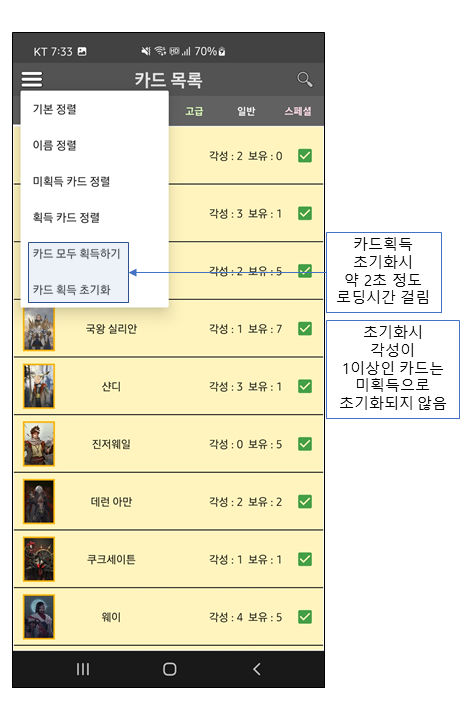 KT 7:33 70%
카드 목록
고급 일반 스페셜
기본 정렬
이름 정렬
미획득 카드 정렬
획득 카드 정렬
카드 모두 획득하기
카드 획득 초기화
각성 : 2 보유 : 0
각성 : 3 보유 : 1
각성 : 2 보유 : 5
국왕 실리안 각성 : 1 보유 : 7
샨디 각성 : 3 보유 : 1
진저웨일 각성 : 0 보유 : 5
데런 아만 각성 : 2 보유 : 2
쿠크세이튼 각성 : 1 보유 : 1
웨이 각성 : 4 보유 : 5
카드획득
초기화시
약 2초 정도
로딩시간 걸림
초기화시
각성이
1이상인 카드는
미획득으로
초기화되지 않음